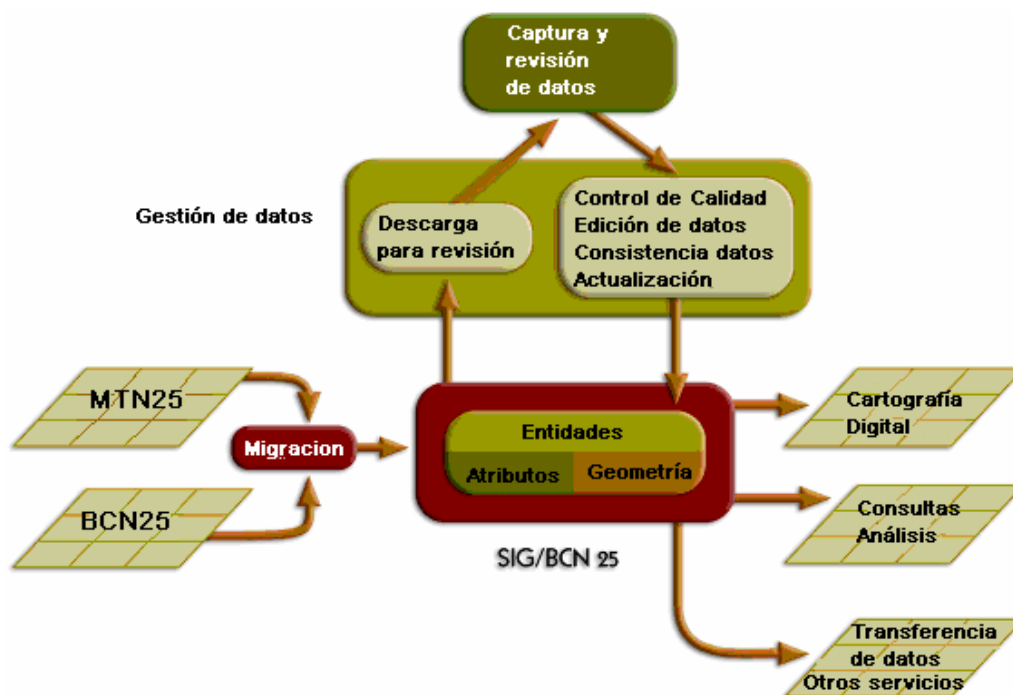 Captura y
revisión
de datos
Gestión de datos
Descarga
para revisión
Control de Calidad
Edición de datos
Consistencia datos
Actualización
MTN25
Migracion
BCN25
Entidades
Atributos
Geometría
SIG/BCN 25
Cartografía
Digital
Consultas
Análisis
Transferencia
de datos
Otros servicios